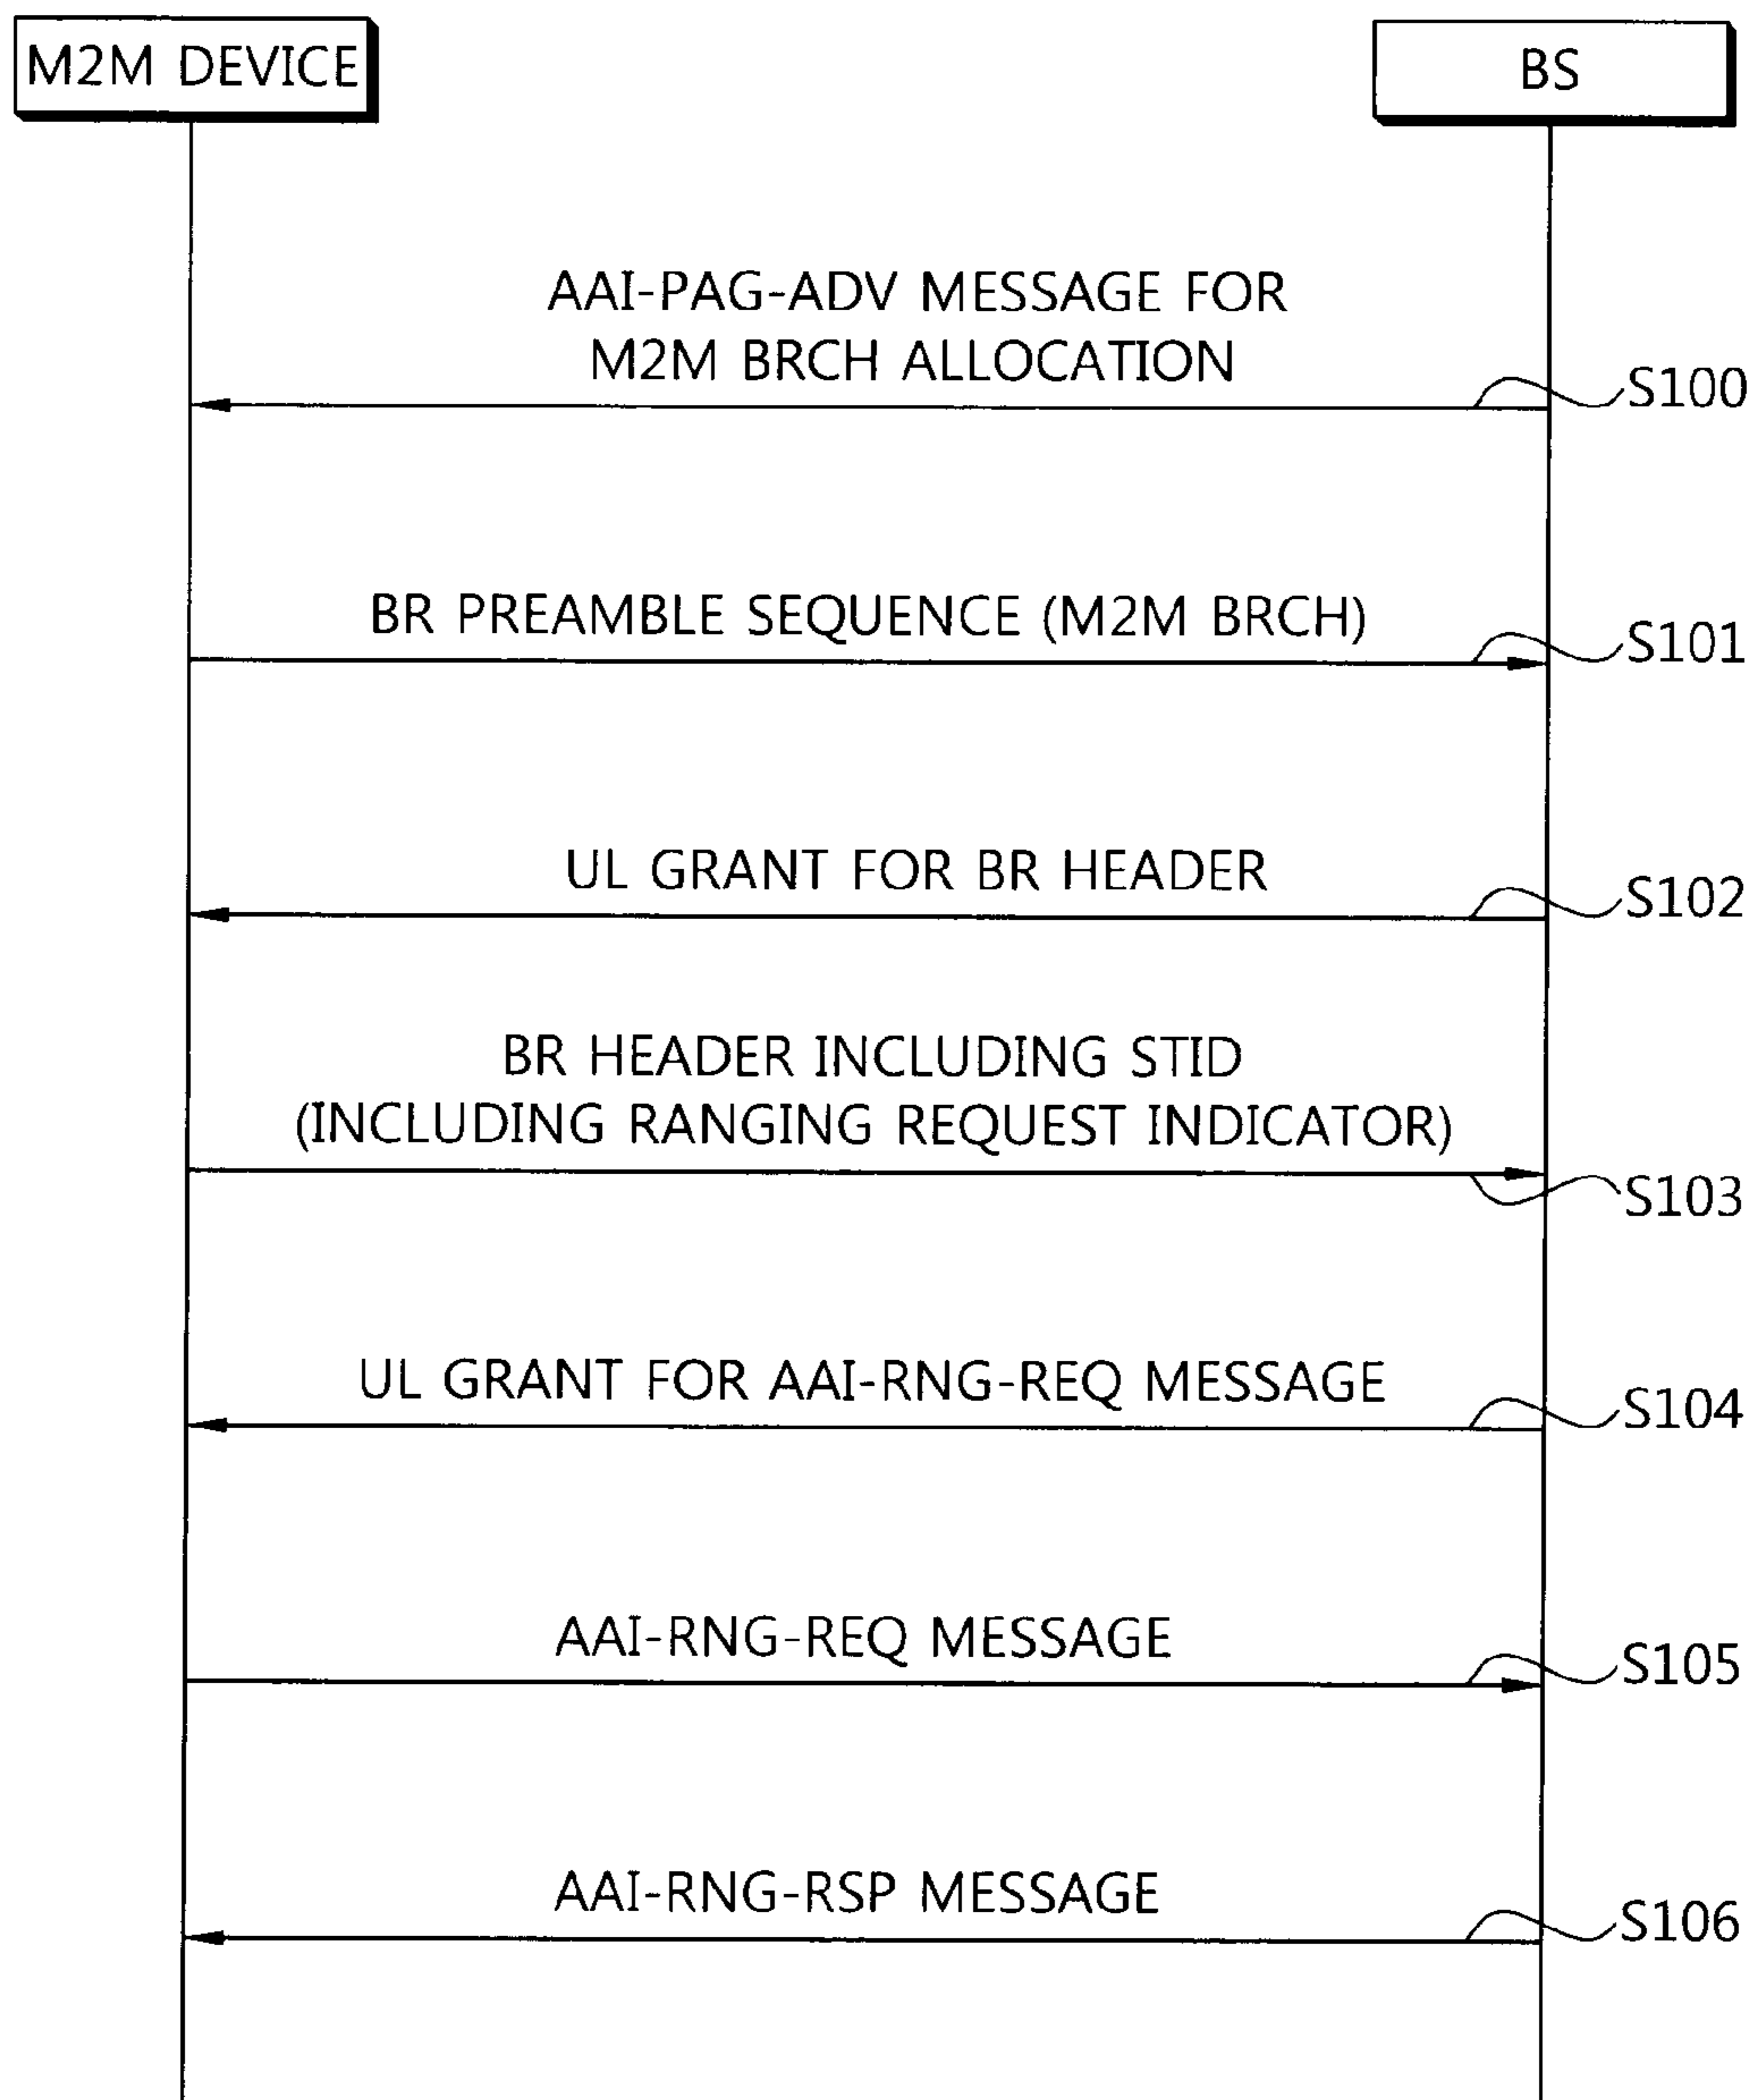 M2M DEVICE
BS
AAI-PAG-ADV MESSAGE FOR
M2M BRCH ALLOCATION
S100
BR PREAMBLE SEQUENCE (M2M BRCH)
S101
UL GRANT FOR BR HEADER
S102
BR HEADER INCLUDING STID
(INCLUDING RANGING REQUEST INDICATOR)
S103
UL GRANT FOR AAI-RNG-REQ MESSAGE
S104
AAI-RNG-REQ MESSAGE
S105
AAI-RNG-RSP MESSAGE
S106